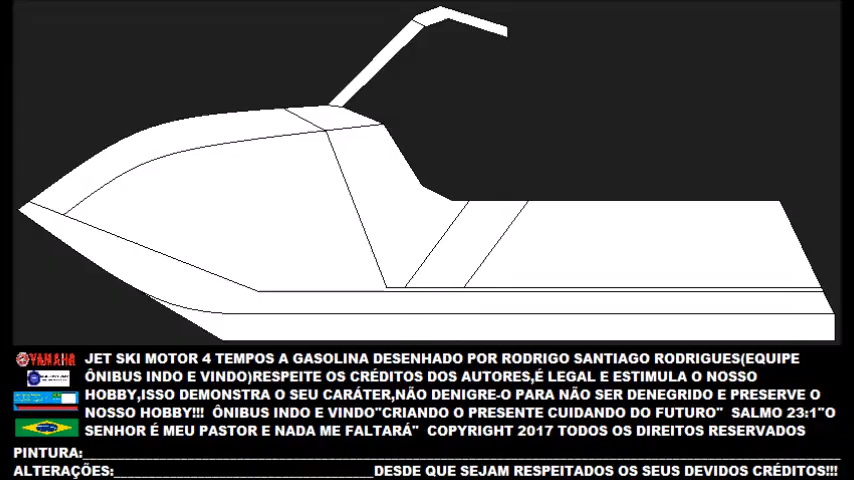 YAMAHA JET SKI MOTOR 4 TEMPOS A GASOLINA DESENHADO POR RODRIGO SANTIAGO RODRIGUES(EQUIPE
ÔNIBUS INDO E VINDO)RESPEITE OS CRÉDITOS DOS AUTORES,É LEGAL E ESTIMULA O NOSSO
HOBBY,ISSO DEMONSTRA O SEU CARÁTER,NÃO DENIGRE-O PARA NÃO SER DENEGRIDO E PRESERVE O
NOSSO HOBBY!!! ÔNIBUS INDO E VINDO"CRIANDO O PRESENTE CUIDANDO DO FUTURO" SALMO 23:1"O
SENHOR É MEU PASTOR E NADA ME FALTARÁ" COPYRIGHT 2017 TODOS OS DIREITOS RESERVADOS
PINTURA:
ALTERAÇÕES: DESDE QUE SEJAM RESPEITADOS OS SEUS DEVIDOS CRÉDITOS!!!